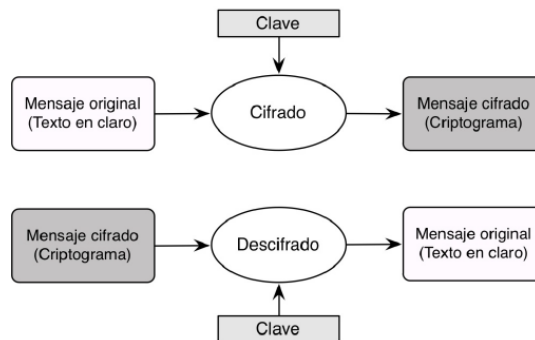 Clave
Mensaje original
(Texto en claro)
Cifrado
Mensaje cifrado
(Criptograma)
Mensaje cifrado
(Criptograma)
Descifrado
Mensaje original
(Texto en claro)
Clave